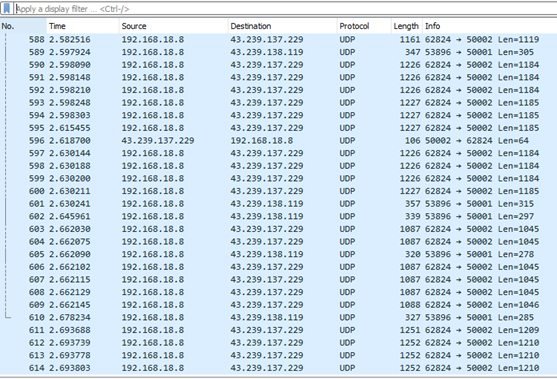 Apply a display filter … <Ctrl-/>
No. Time Source Destination Protocol Length Info
588 2.582516 192.168.18.8 43.239.137.229 UDP 1161 62824 → 50002 Len=1119
589 2.597924 192.168.18.8 43.239.138.119 UDP 347 53896 → 50001 Len=305
590 2.598090 192.168.18.8 43.239.137.229 UDP 1226 62824 → 50002 Len=1184
591 2.598148 192.168.18.8 43.239.137.229 UDP 1226 62824 → 50002 Len=1184
592 2.598210 192.168.18.8 43.239.137.229 UDP 1226 62824 → 50002 Len=1184
593 2.598248 192.168.18.8 43.239.137.229 UDP 1227 62824 → 50002 Len=1185
594 2.598303 192.168.18.8 43.239.137.229 UDP 1227 62824 → 50002 Len=1185
595 2.615455 192.168.18.8 43.239.137.229 UDP 1227 62824 → 50002 Len=1185
596 2.618700 43.239.137.229 192.168.18.8 UDP 106 50002 → 62824 Len=64
597 2.630144 192.168.18.8 43.239.137.229 UDP 1226 62824 → 50002 Len=1184
598 2.630188 192.168.18.8 43.239.137.229 UDP 1226 62824 → 50002 Len=1184
599 2.630200 192.168.18.8 43.239.137.229 UDP 1226 62824 → 50002 Len=1184
600 2.630211 192.168.18.8 43.239.137.229 UDP 1227 62824 → 50002 Len=1185
601 2.630241 192.168.18.8 43.239.138.119 UDP 357 53896 → 50001 Len=315
602 2.645961 192.168.18.8 43.239.138.119 UDP 339 53896 → 50001 Len=297
603 2.662030 192.168.18.8 43.239.137.229 UDP 1087 62824 → 50002 Len=1045
604 2.662075 192.168.18.8 43.239.137.229 UDP 1087 62824 → 50002 Len=1045
605 2.662090 192.168.18.8 43.239.138.119 UDP 320 53896 → 50001 Len=278
606 2.662102 192.168.18.8 43.239.137.229 UDP 1087 62824 → 50002 Len=1045
607 2.662115 192.168.18.8 43.239.137.229 UDP 1087 62824 → 50002 Len=1045
608 2.662129 192.168.18.8 43.239.137.229 UDP 1087 62824 → 50002 Len=1045
609 2.662145 192.168.18.8 43.239.137.229 UDP 1088 62824 → 50002 Len=1046
610 2.678234 192.168.18.8 43.239.138.119 UDP 327 53896 → 50001 Len=285
611 2.693688 192.168.18.8 43.239.137.229 UDP 1251 62824 → 50002 Len=1209
612 2.693739 192.168.18.8 43.239.137.229 UDP 1252 62824 → 50002 Len=1210
613 2.693778 192.168.18.8 43.239.137.229 UDP 1252 62824 → 50002 Len=1210
614 2.693803 192.168.18.8 43.239.137.229 UDP 1252 62824 → 50002 Len=1210